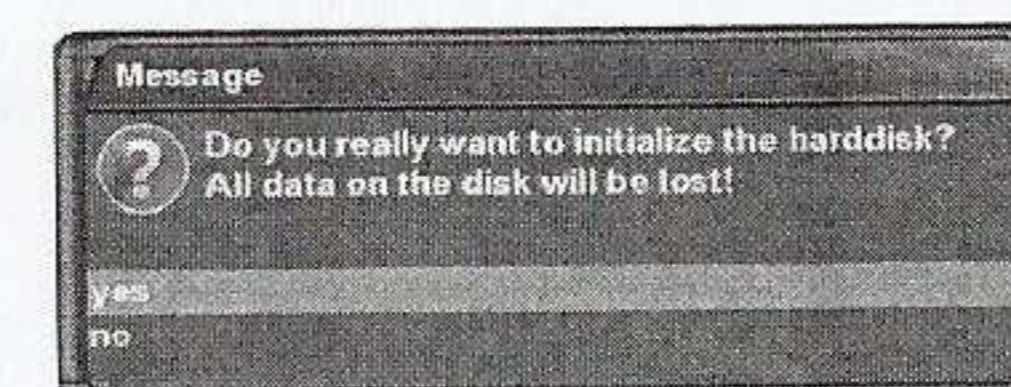 Message
Do you really want to initialize the harddisk?
All data on the disk will be lost!
yes
no